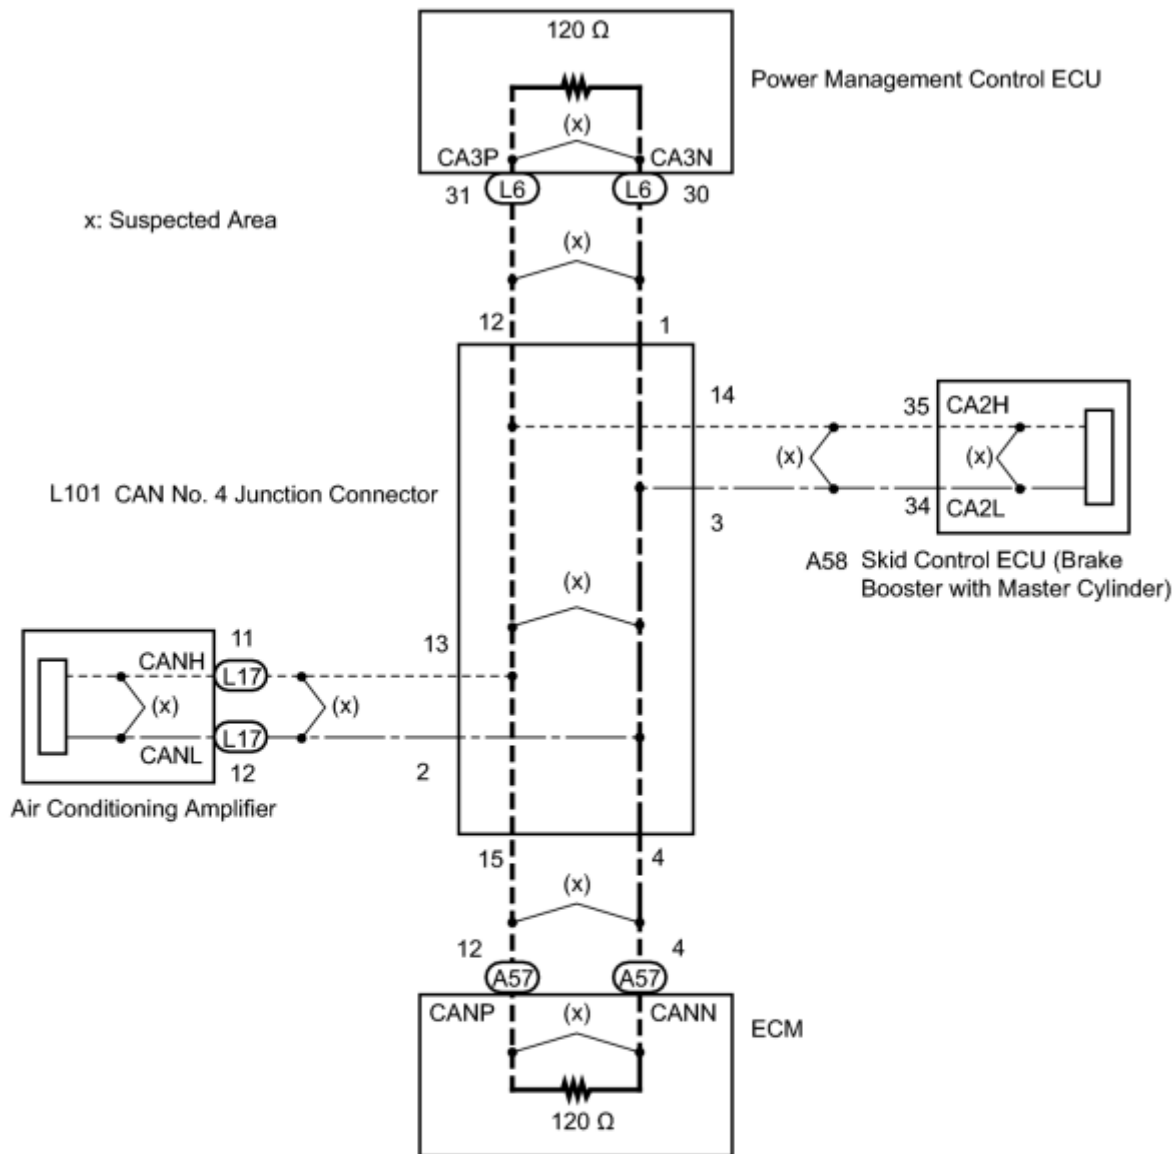 120 Ω
Power Management Control ECU
(x)
CA3P
CA3N
31
L6
L6
30
x: Suspected Area
(x)
12
1
14
35
CA2H
(x)
(x)
L101 CAN No. 4 Junction Connector
34
CA2L
3
A58 Skid Control ECU (Brake
Booster with Master Cylinder)
(x)
11
13
CANH
L17
(x)
(x)
CANL
L17
12
2
Air Conditioning Amplifier
15
4
(x)
12
4
A57
A57
CANP
(x)
CANN
ECM
120 Ω